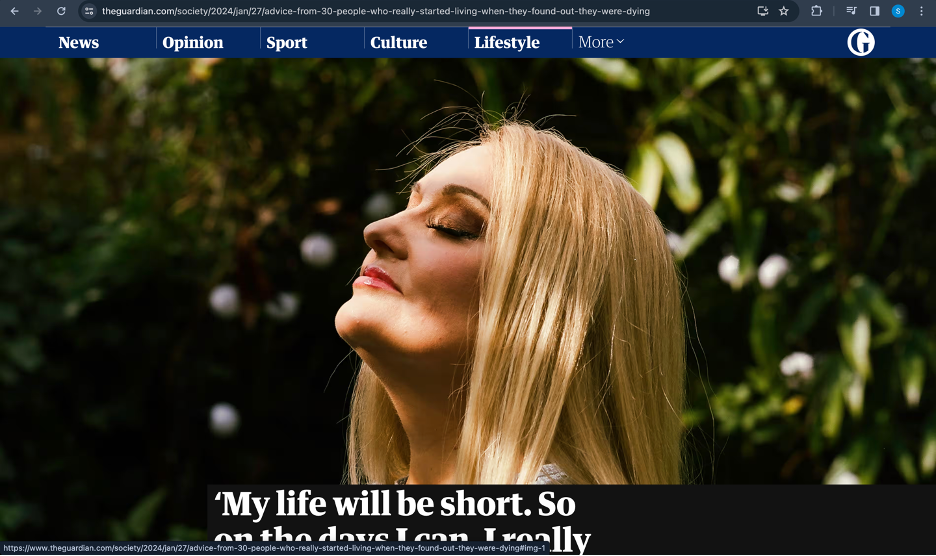 theguardian.com/society/2024/jan/27/advice-from-30-people-who-really-started-living-when-they-found-out-they-were-dying
S
News
Opinion
Sport
Culture
Lifestyle
More
G
‘My life will be short. So
on the days I can, I really
https://www.theguardian.com/society/2024/jan/27/advice-from-30-people-who-really-started-living-when-they-found-out-they-were-dying#img-1